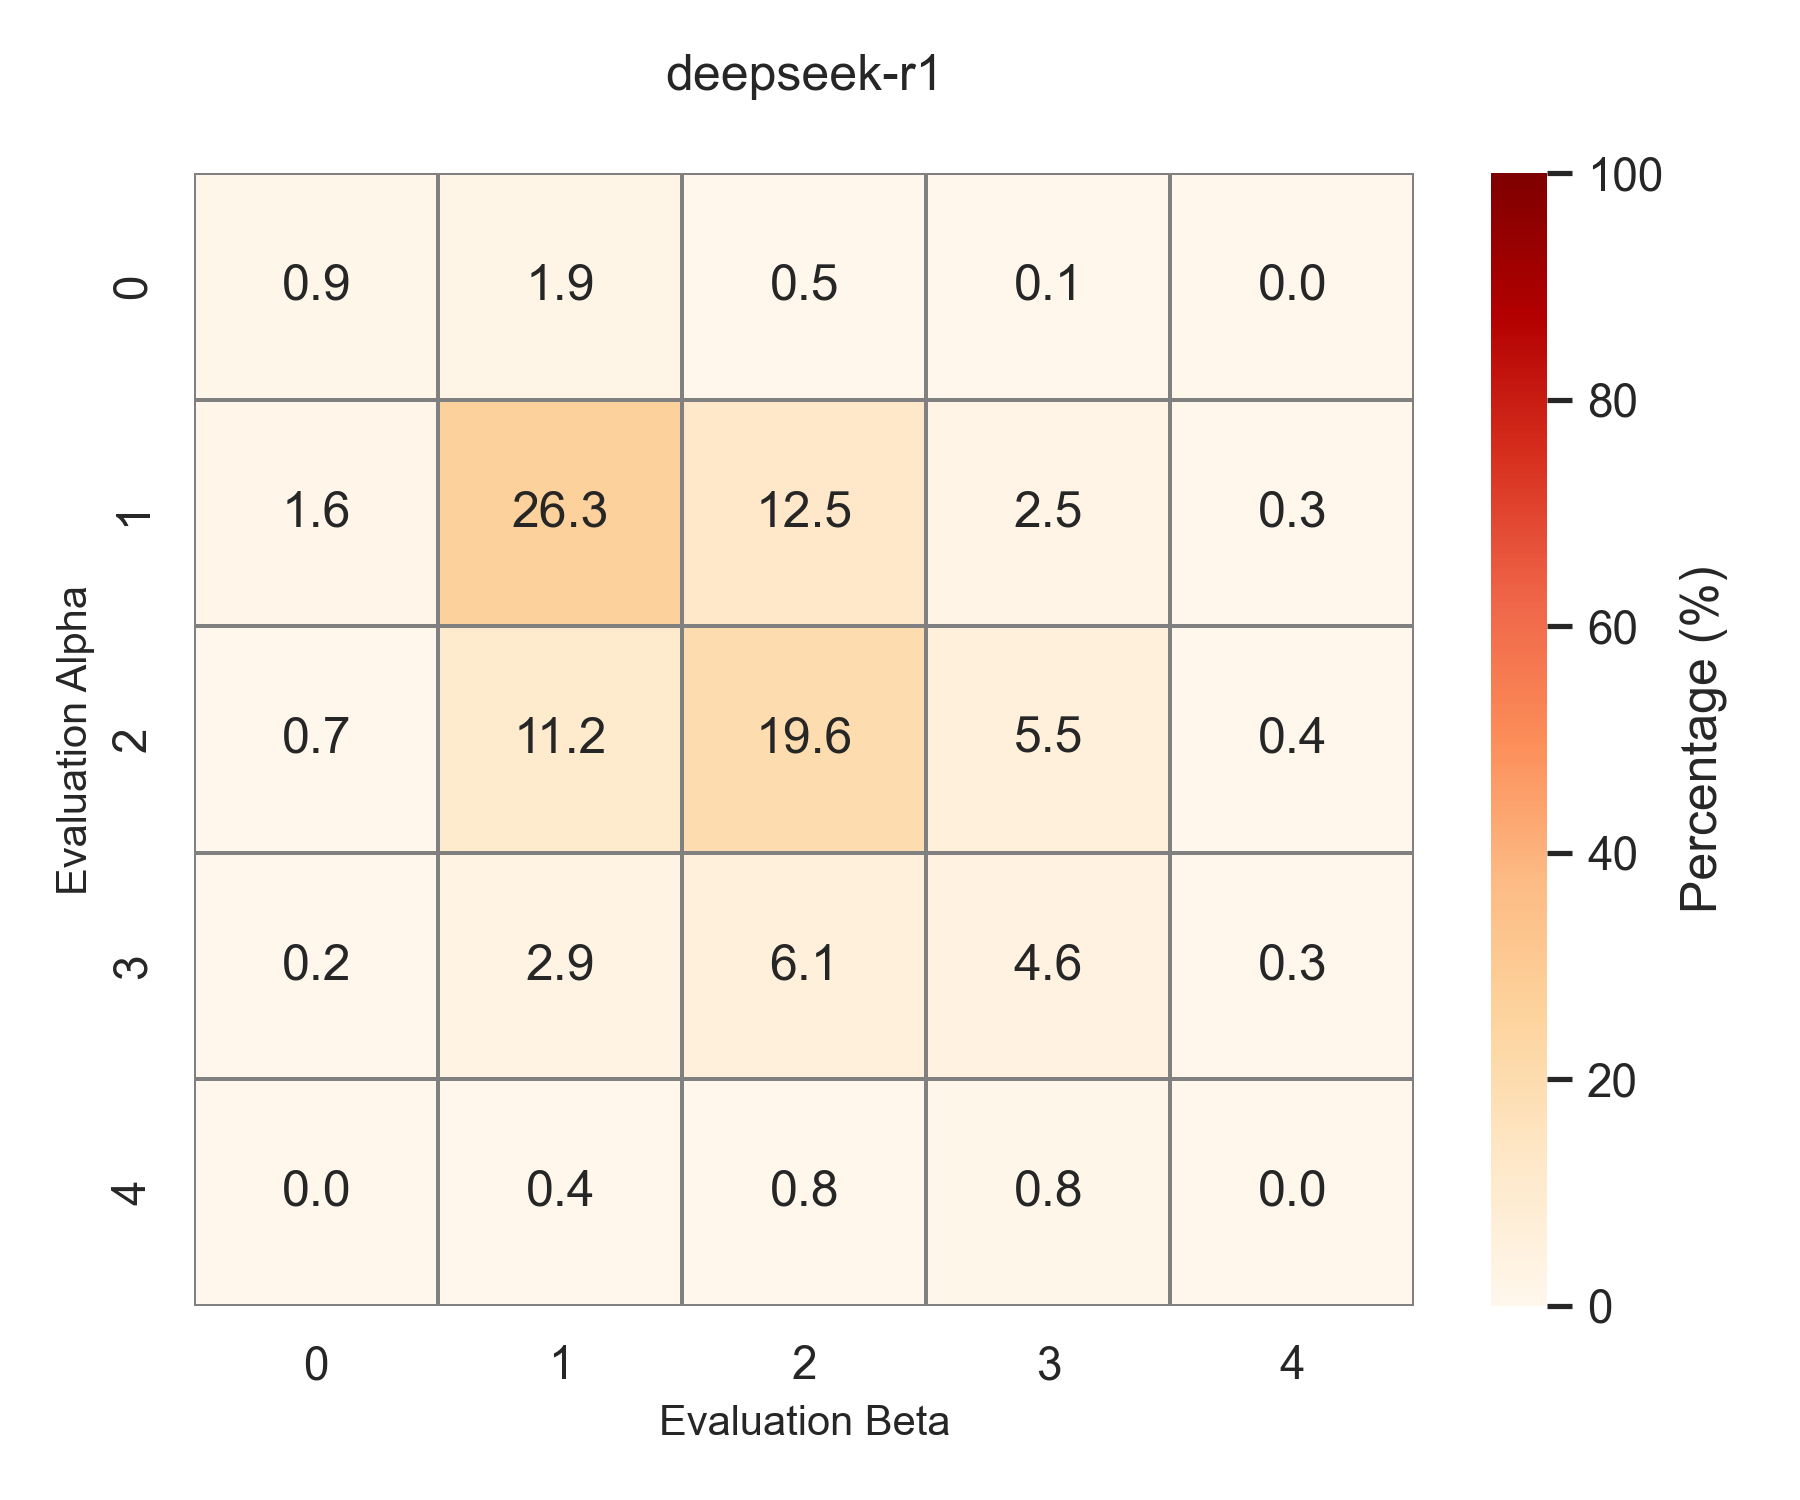 deepseek-r1
0 0.9 1.9 0.5 0.1 0.0
1 1.6 26.3 12.5 2.5 0.3
2 0.7 11.2 19.6 5.5 0.4
3 0.2 2.9 6.1 4.6 0.3
4 0.0 0.4 0.8 0.8 0.0
0 1 2 3 4
Evaluation Beta
Evaluation Alpha
100
80
60
40
20
0
Percentage (%)